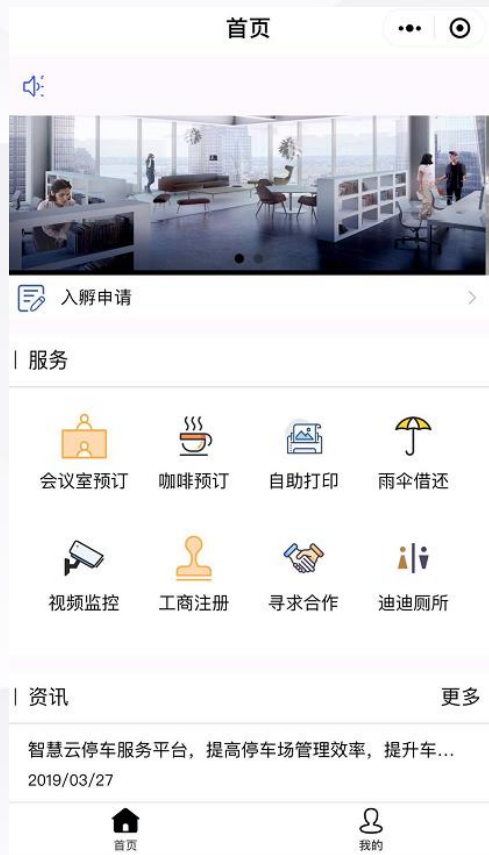 首页
入孵申请
服务
会议室预订 咖啡预订 自助打印 雨伞借还
视频监控 工商注册 寻求合作 迪迪厕所
资讯 更多
智慧云停车服务平台，提高停车场管理效率，提升车...
2019/03/27
首页 我的